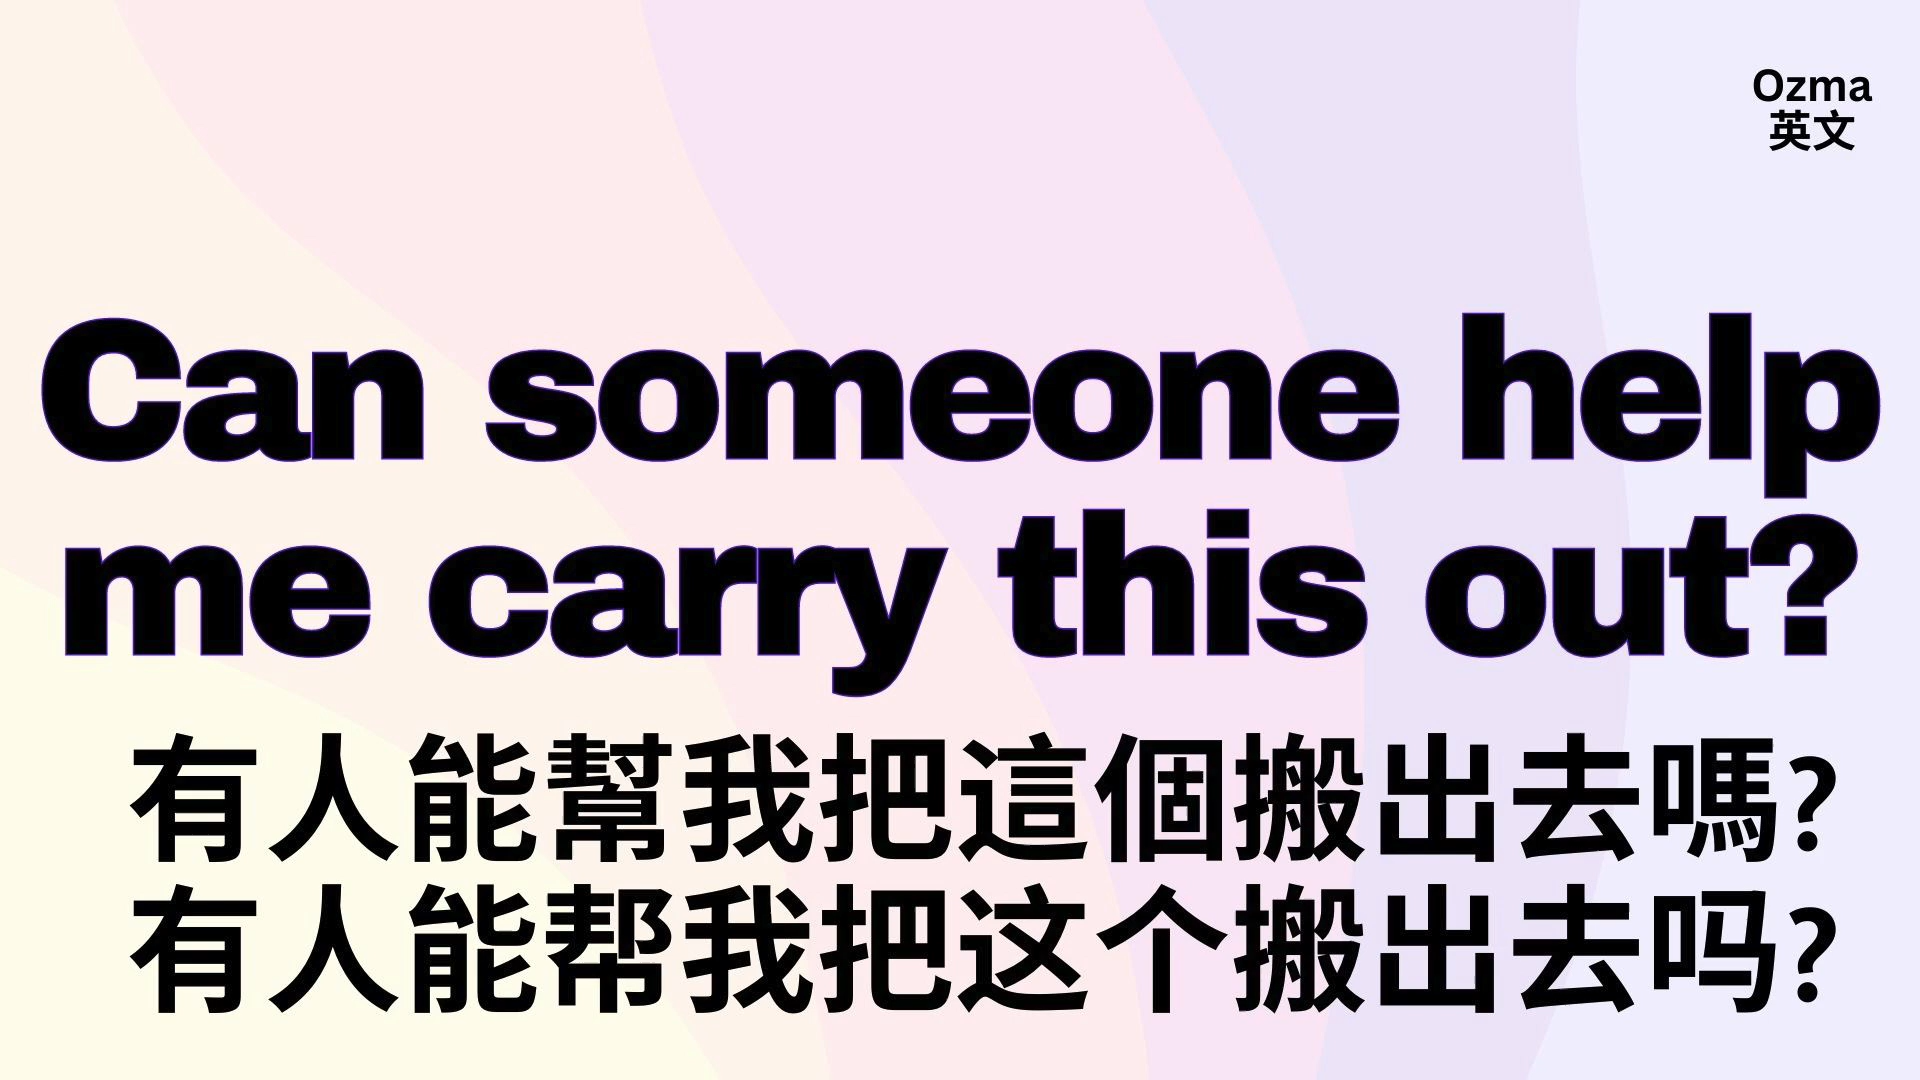 Ozma
英文
Can someone help
me carry this out?
有人能幫我把這個搬出去嗎?
有人能帮我把这个搬出去吗?